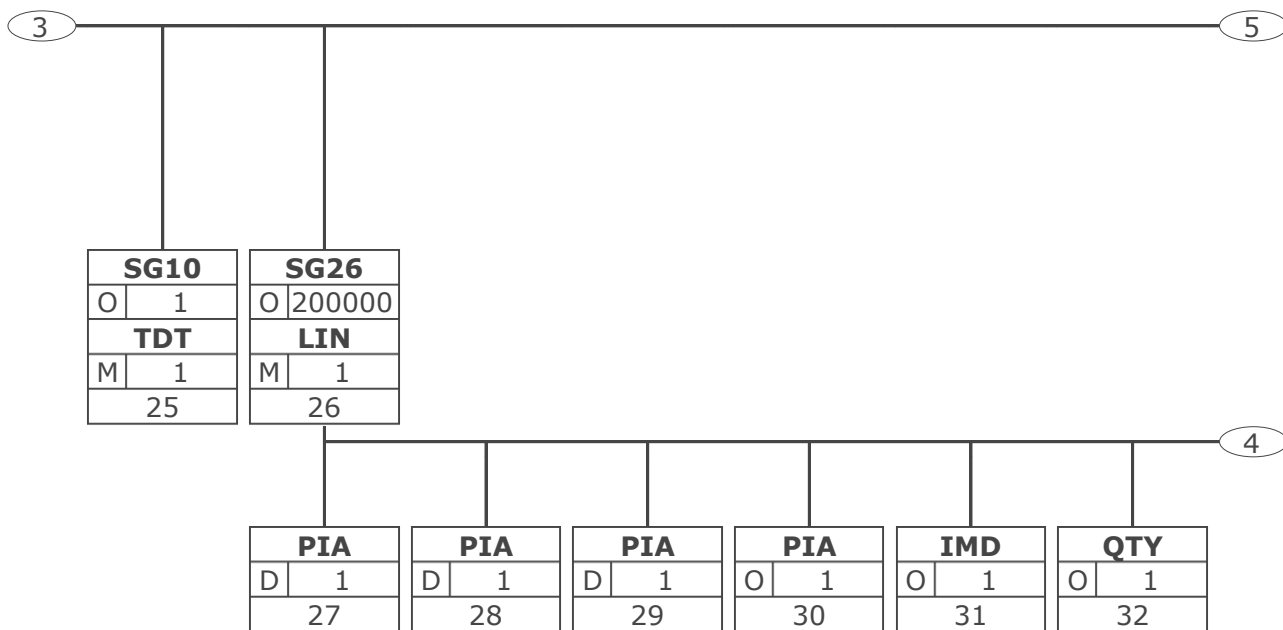 3 5
SG10 SG26
O 1 O 200000
TDT LIN
M 1 M 1
25 26
4
PIA PIA PIA PIA IMD QTY
D 1 D 1 D 1 O 1 O 1 O 1
27 28 29 30 31 32